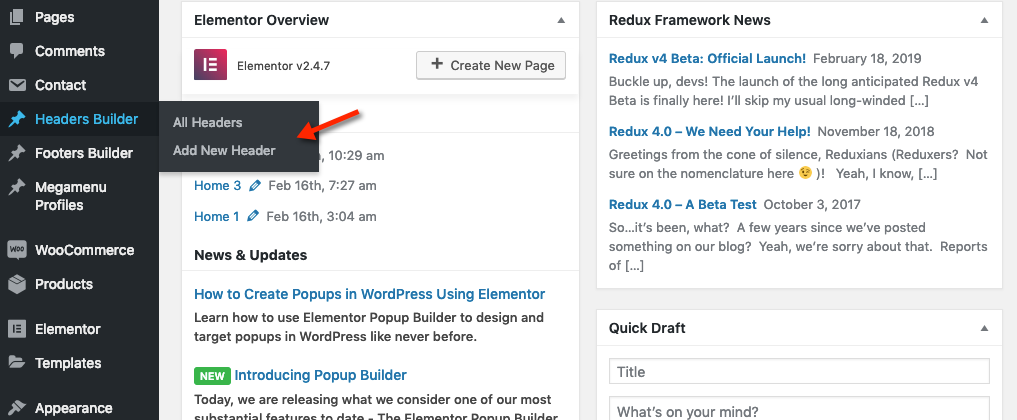 Pages
Comments
Contact
Headers Builder
Footers Builder
Megamenu
Profiles
WooCommerce
Products
Elementor
Templates
Appearance
All Headers
Add New Header
Elementor Overview
Elementor v2.4.7
+ Create New Page
10:29 am
Home 3 Feb 16th, 7:27 am
Home 1 Feb 16th, 3:04 am
News & Updates
How to Create Popups in WordPress Using Elementor
Learn how to use Elementor Popup Builder to design and
target popups in WordPress like never before.
NEW Introducing Popup Builder
Today, we are releasing what we consider one of our most
substantial features to date - The Elementor Popup Builder
Redux Framework News
Redux v4 Beta: Official Launch! February 18, 2019
Buckle up, devs! The launch of the long anticipated Redux v4
Beta is finally here! I’ll skip my usual long-winded […]
Redux 4.0 – We Need Your Help! November 18, 2018
Greetings from the cone of silence, Reduxians (Reduxers? Not
sure on the nomenclature here 😉 )! Yeah, I know, […]
Redux 4.0 – A Beta Test October 3, 2017
So…it’s been, what? A few years since we’ve posted
something on our blog? Yeah, we’re sorry about that. Reports
of […]
Quick Draft
Title
What’s on your mind?